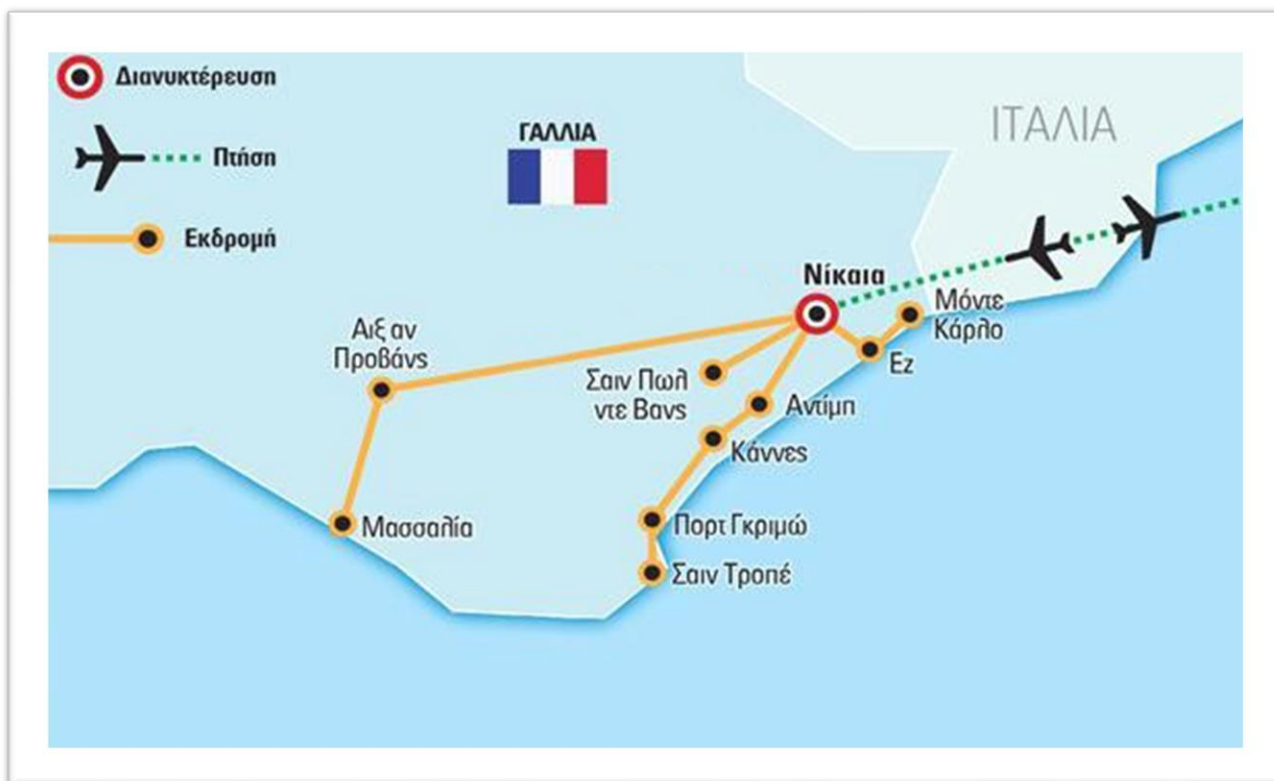 Διανυκτέρευση
Πτήση
Εκδρομή
ΓΑΛΛΙΑ
ΙΤΑΛΙΑ
Νίκαια
Μόντε
Κάρλο
Εζ
Αιξ αν
Προβάνς
Σαιν Πωλ
ντε Βανς
Αντίμπ
Κάννες
Μασσαλία
Πορτ Γκριμώ
Σαιν Τροπέ